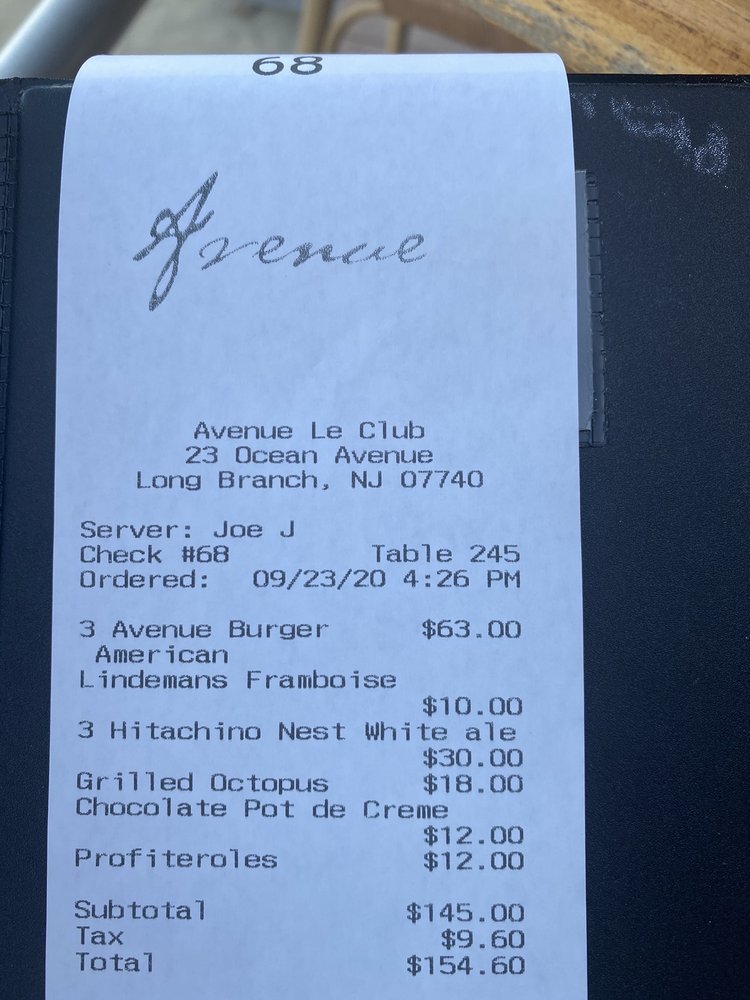 68
Avenue
Avenue Le Club
23 Ocean Avenue
Long Branch, NJ 07740
Server: Joe J
Check #68 Table 245
Ordered: 09/23/20 4:26 PM
3 Avenue Burger $63.00
American
Lindemans Framboise
$10.00
3 Hitachino Nest White ale
$30.00
Grilled Octopus $18.00
Chocolate Pot de Creme
$12.00
Profiteroles $12.00
Subtotal $145.00
Tax $9.60
Total $154.60